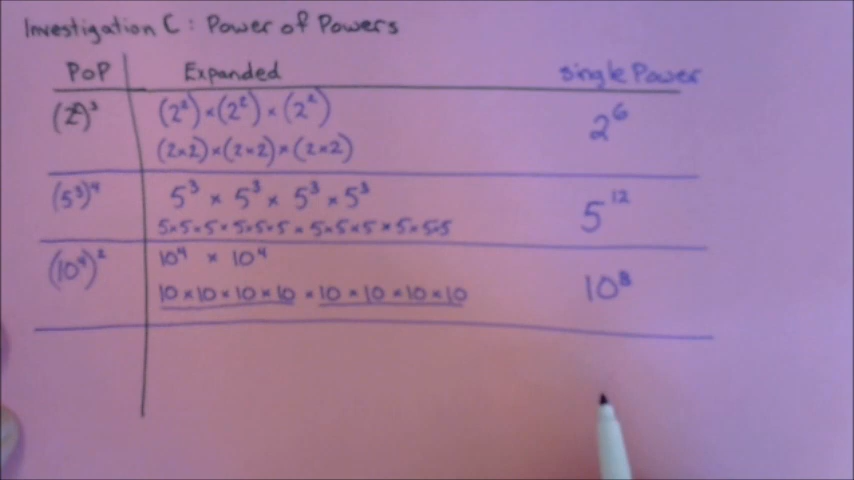 Investigation C: Power of Powers
PoP Expanded single Power
(2²)³ (2²)×(2²)×(2²) 2⁶
(2×2)×(2×2)×(2×2)
(5³)⁴ 5³ × 5³ × 5³ × 5³ 5¹²
5×5×5×5×5×5×5×5×5×5×5×5
(10⁴)² 10⁴ × 10⁴ 10⁸
10×10×10×10×10×10×10×10